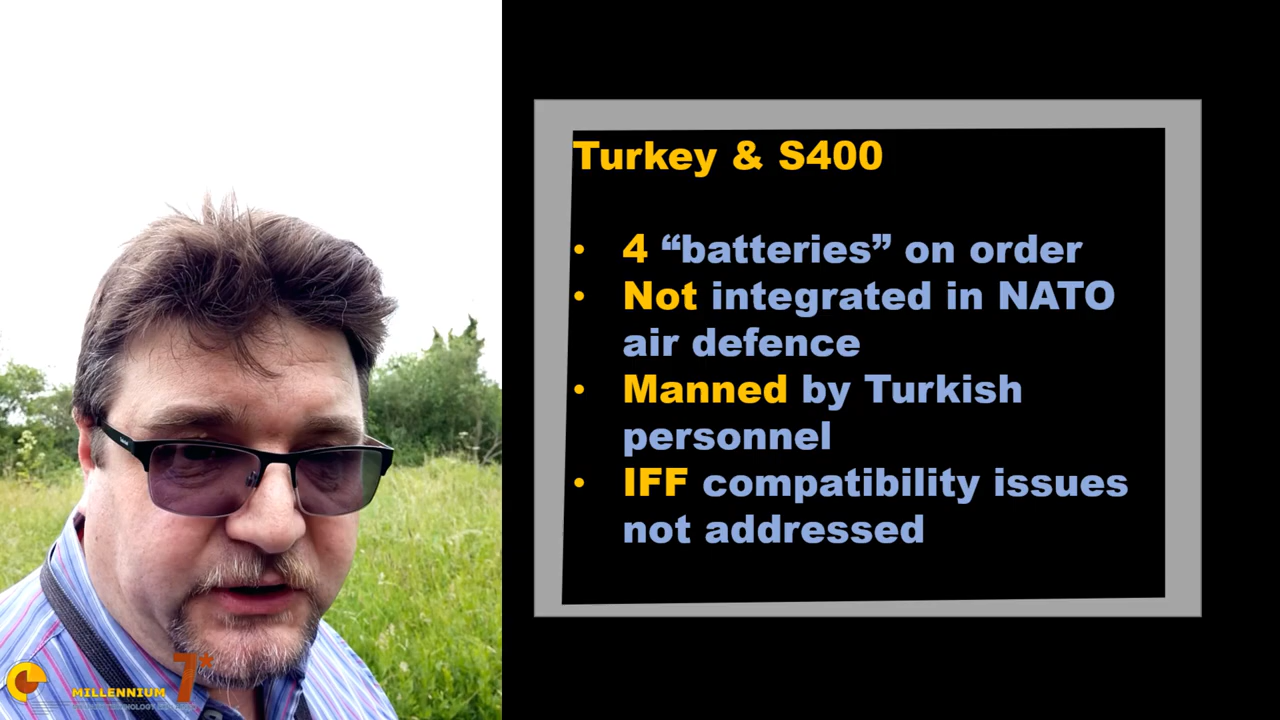 Turkey & S400
• 4 “batteries” on order
• Not integrated in NATO
air defence
• Manned by Turkish
personnel
• IFF compatibility issues
not addressed
MILLENNIUM 7*